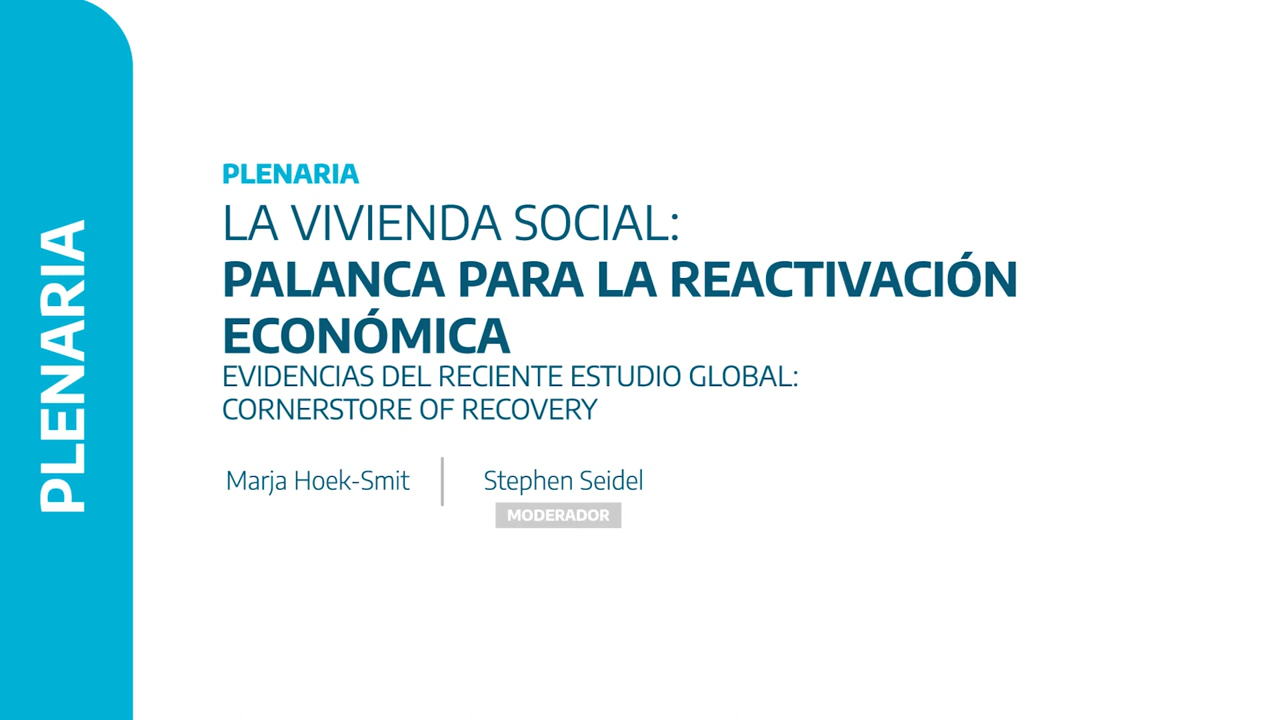 PLENARIA
PLENARIA
LA VIVIENDA SOCIAL:
PALANCA PARA LA REACTIVACIÓN
ECONÓMICA
EVIDENCIAS DEL RECIENTE ESTUDIO GLOBAL:
CORNERSTORE OF RECOVERY
Marja Hoek-Smit
Stephen Seidel
MODERADOR